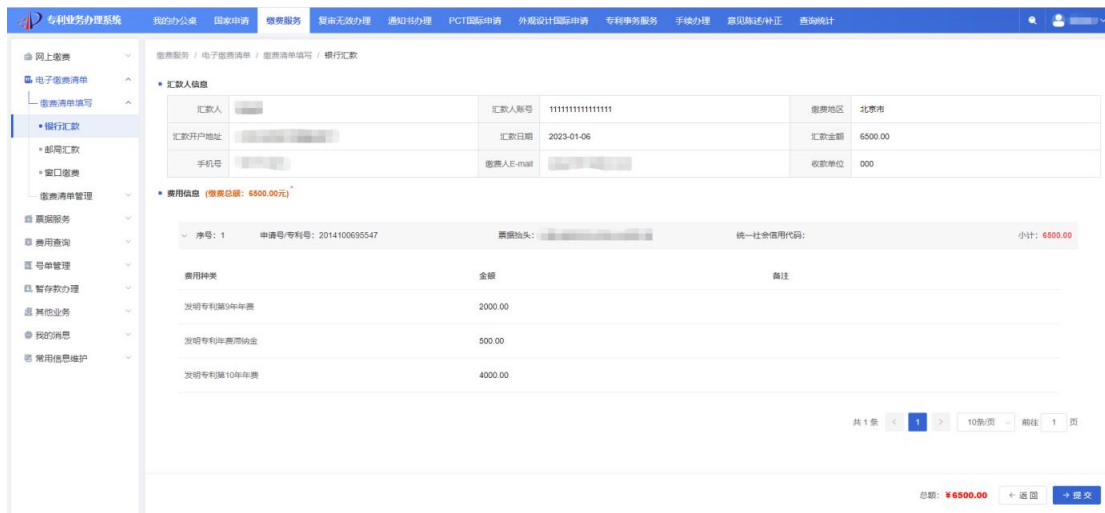 专利业务办理系统 我的办公桌 国家申请 缴费服务 复审无效办理 通知书办理 PCT国际申请 外观设计国际申请 专利事务服务 手续办理 意见陈述/补正 查询统计
网上缴费
电子缴费清单
缴费清单填写
银行汇款
邮局汇款
窗口缴费
缴费清单管理
票据服务
费用查询
号单管理
暂存款办理
其他业务
我的消息
常用信息维护
缴费服务 / 电子缴费清单 / 缴费清单填写 / 银行汇款
汇款人信息
汇款人 汇款人账号 1111111111111111 缴费地区 北京市
汇款开户地址 汇款日期 2023-01-06 汇款金额 6500.00
手机号 缴费人E-mail 收款单位 000
费用信息 (缴费总额: 6500.00元)*
序号: 1 申请号/专利号: 2014100695547 票据抬头: 统一社会信用代码: 小计: 6500.00
费用种类 金额 备注
发明专利第9年年费 2000.00
发明专利年费滞纳金 500.00
发明专利第10年年费 4000.00
共 1 条 < 1 > 10条/页 前往 1 页
总额: ¥6500.00 ← 返 回 → 提 交